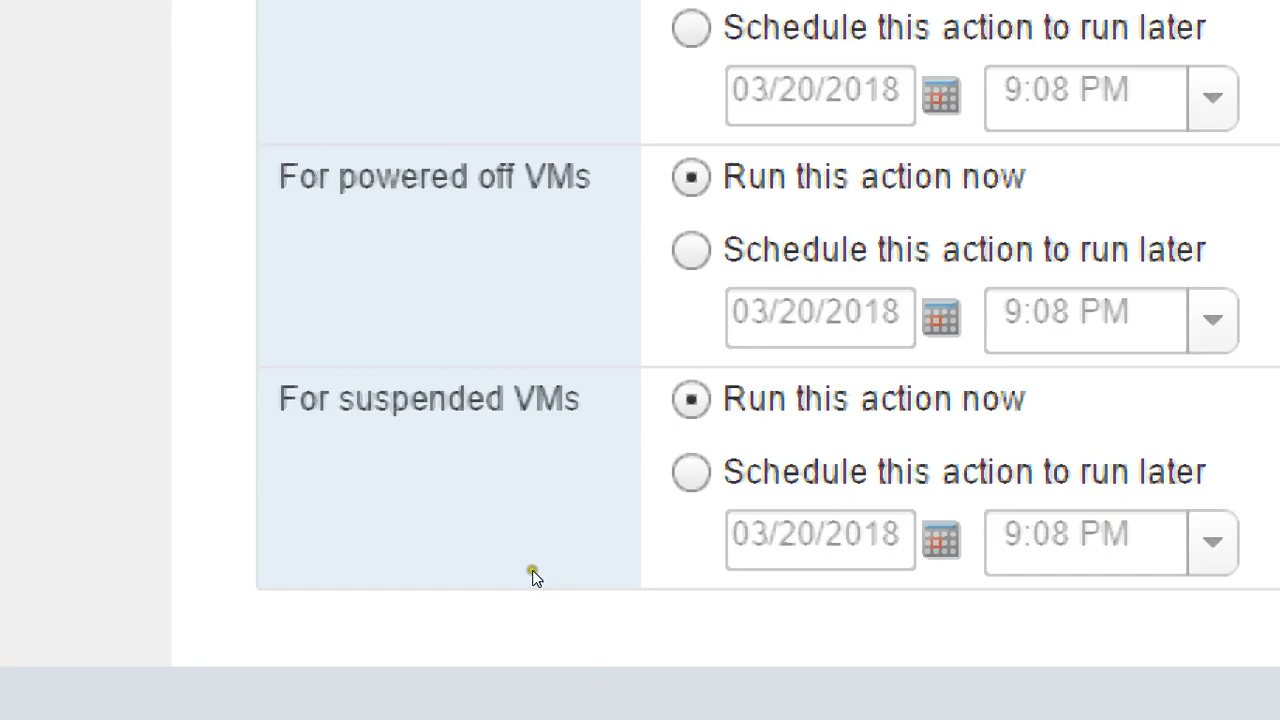 Schedule this action to run later
03/20/2018 9:08 PM
For powered off VMs Run this action now
Schedule this action to run later
03/20/2018 9:08 PM
For suspended VMs Run this action now
Schedule this action to run later
03/20/2018 9:08 PM